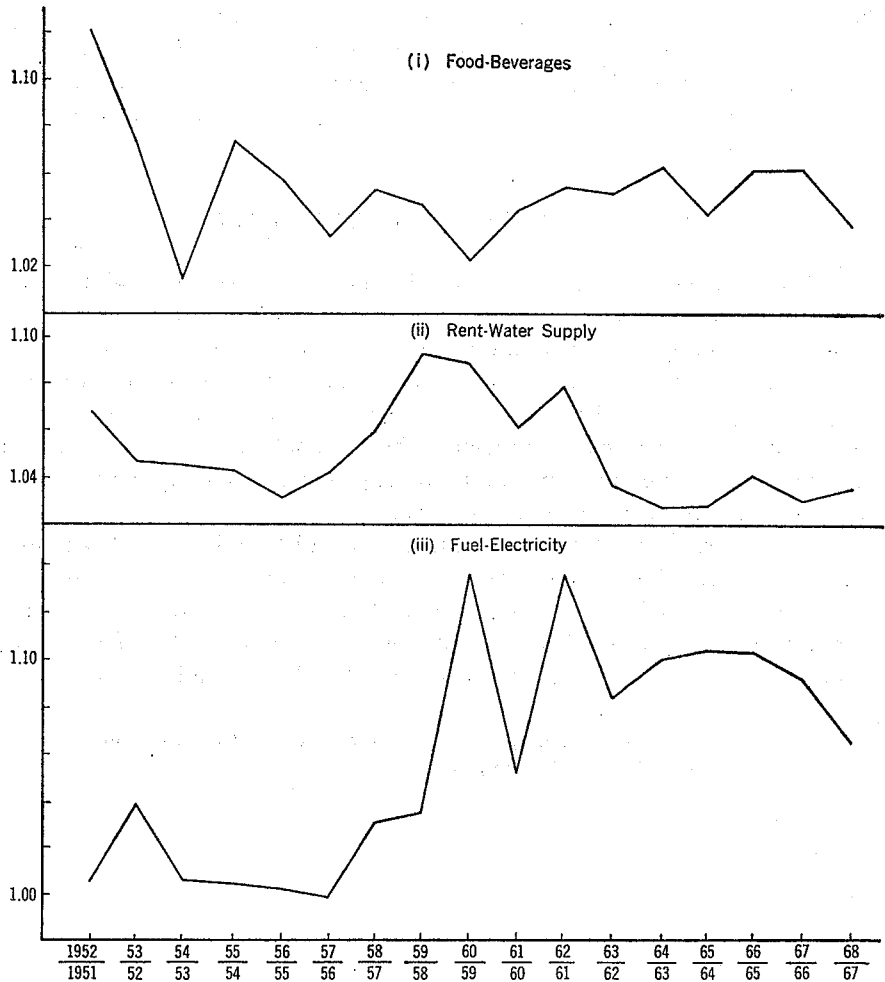 (i) Food-Beverages
1.10
1.02
(ii) Rent-Water Supply
1.10
1.04
(iii) Fuel-Electricity
1.10
1.00
1952 53 54 55 56 57 58 59 60 61 62 63 64 65 66 67 68
1951 52 53 54 55 56 57 58 59 60 61 62 63 64 65 66 67